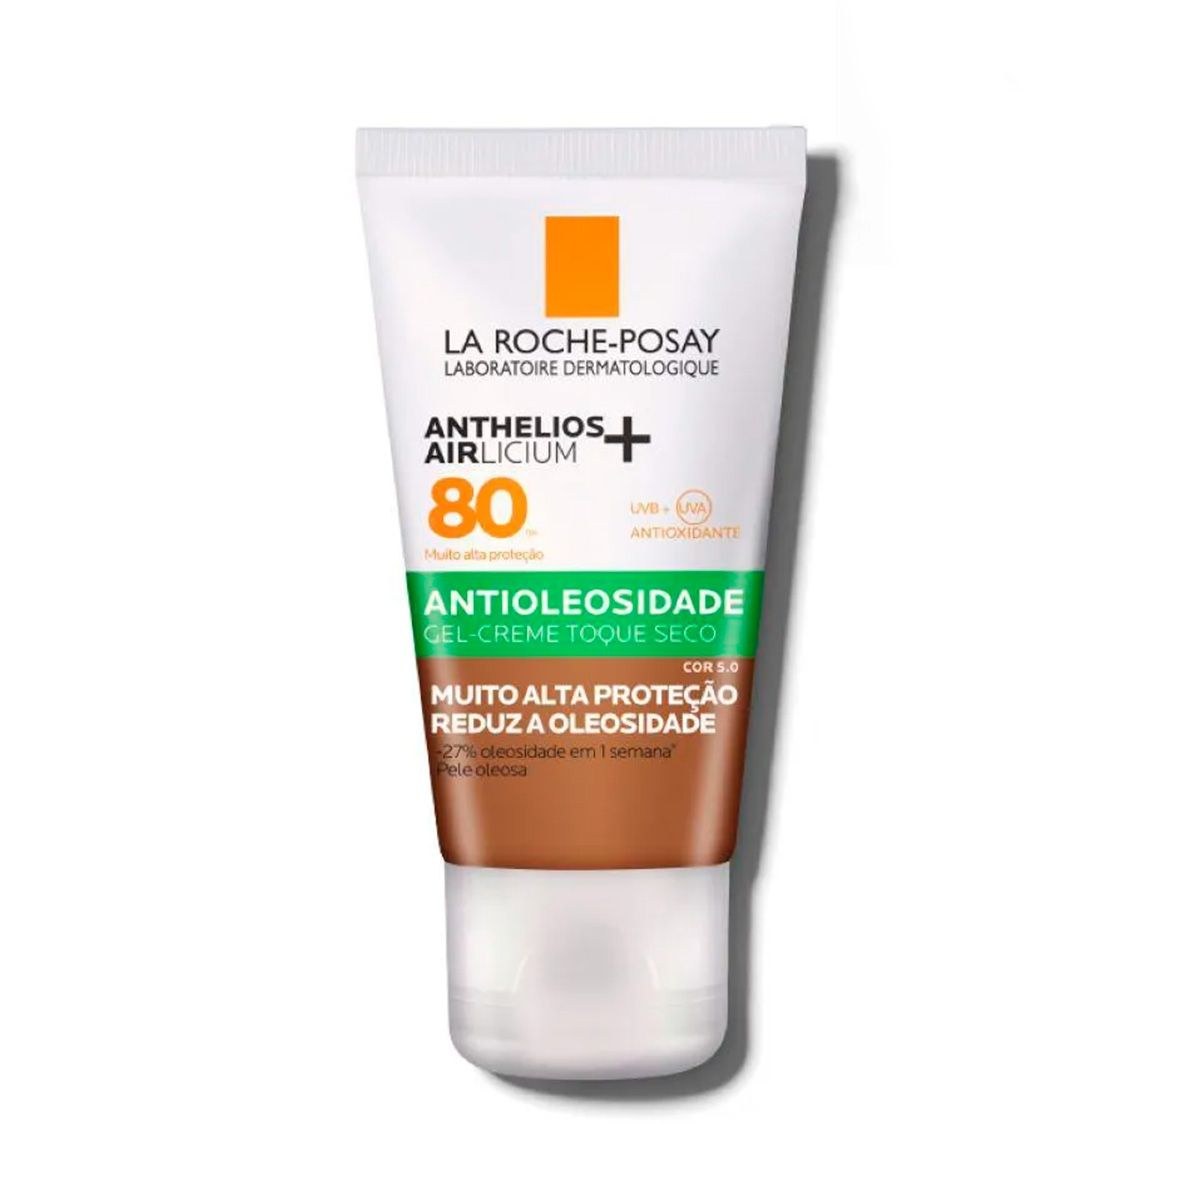 LA ROCHE-POSAY
LABORATOIRE DERMATOLOGIQUE
ANTHELIOS
AIRLICIUM +
80
Muito alta proteção
UVB + UVA
ANTIOXIDANTE
ANTIOLEOSIDADE
GEL-CREME TOQUE SECO
COR 5.0
MUITO ALTA PROTEÇÃO
REDUZ A OLEOSIDADE
-27% oleosidade em 1 semana*
Pele oleosa